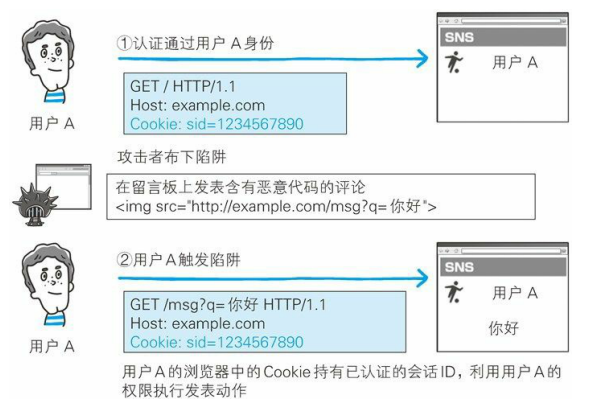 ①认证通过用户 A 身份
SNS
用户 A
GET / HTTP/1.1
Host: example.com
Cookie: sid=1234567890
用户 A
攻击者布下陷阱
在留言板上发表含有恶意代码的评论
<img src="http://example.com/msg?q= 你好">
②用户 A 触发陷阱
SNS
用户 A
你好
GET /msg?q= 你好 HTTP/1.1
Host: example.com
Cookie: sid=1234567890
用户 A
用户 A 的浏览器中的 Cookie 持有已认证的会话 ID，利用用户 A 的
权限执行发表动作